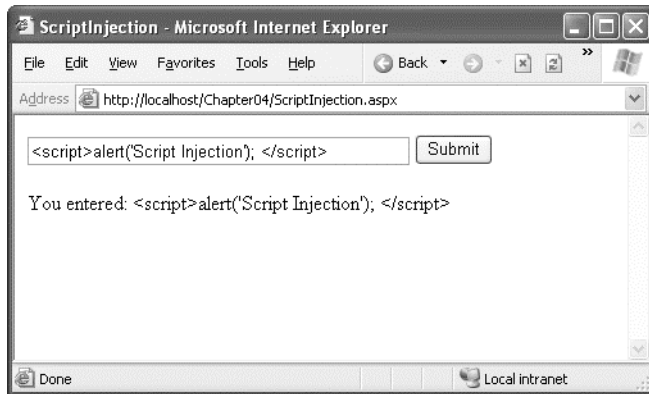 ScriptInjection - Microsoft Internet Explorer
File Edit View Favorites Tools Help Back »
Address http://localhost/Chapter04/ScriptInjection.aspx
<script>alert('Script Injection'); </script> Submit
You entered: <script>alert('Script Injection'); </script>
Done Local intranet